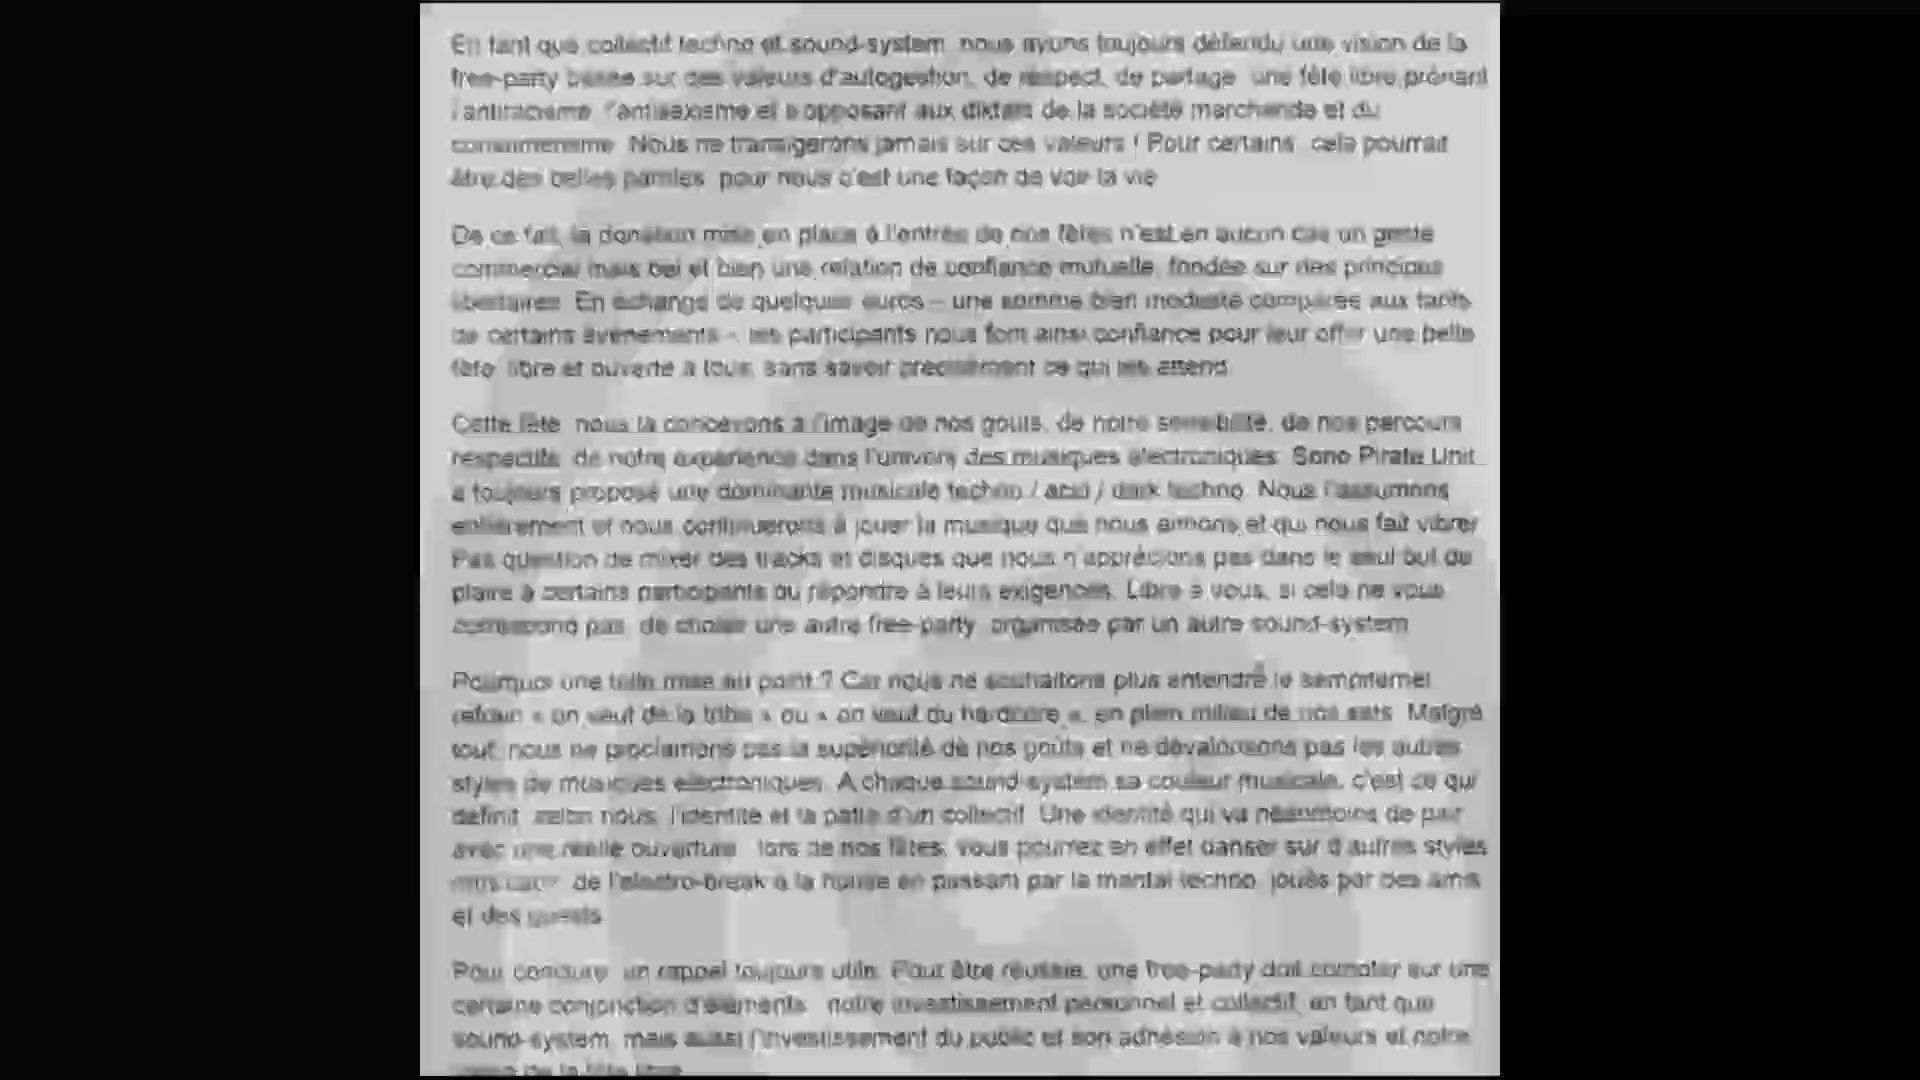 En tant que collectif techno et sound-system, nous avons toujours défendu une vision de la
free-party basée sur des valeurs d'autogestion, de respect, de partage, une fête libre prônant
l'antiracisme, l'antisexisme et s'opposant aux diktats de la société marchande et du
consumérisme. Nous ne transigerons jamais sur ces valeurs ! Pour certains, cela pourrait
être des belles paroles, pour nous c'est une façon de voir la vie.
De ce fait, la donation mise en place à l'entrée de nos fêtes n'est en aucun cas un geste
commercial mais bel et bien une relation de confiance mutuelle, fondée sur des principes
libertaires. En échange de quelques euros – une somme bien modeste comparée aux tarifs
de certains événements -, les participants nous font ainsi confiance pour leur offrir une belle
fête, libre et ouverte à tous, sans savoir précisément ce qui les attend.
Cette fête, nous la concevons à l'image de nos goûts, de notre sensibilité, de nos parcours
respectifs, de notre expérience dans l'univers des musiques électroniques. Sono Pirate Unit
a toujours proposé une dominante musicale techno / acid / dark techno. Nous l'assumons
entièrement et nous continuerons à jouer la musique que nous aimons et qui nous fait vibrer.
Pas question de mixer des tracks et disques que nous n'apprécions pas dans le seul but de
plaire à certains participants ou répondre à leurs exigences. Libre à vous, si cela ne vous
correspond pas, de choisir une autre free-party, organisée par un autre sound-system.
Pourquoi une telle mise au point ? Car nous ne souhaitons plus entendre le sempiternel
refrain « on veut de la tribe » ou « on veut du hardcore », en plein milieu de nos sets. Malgré
tout, nous ne proclamons pas la supériorité de nos goûts et ne dévalorisons pas les autres
styles de musiques électroniques. A chaque sound-system sa couleur musicale, c'est ce qui
définit, selon nous, l'identité et la patte d'un collectif. Une identité qui va néanmoins de pair
avec une réelle ouverture : lors de nos fêtes, vous pourrez en effet danser sur d'autres styles
musicaux, de l'electro-break à la house en passant par la mental techno, joués par des amis
et des guests.
Pour conclure, un rappel toujours utile. Pour être réussie, une free-party doit compter sur une
certaine conjonction d'éléments : notre investissement personnel et collectif, en tant que
sound-system, mais aussi l'investissement du public et son adhésion à nos valeurs et notre
de la fête libre.